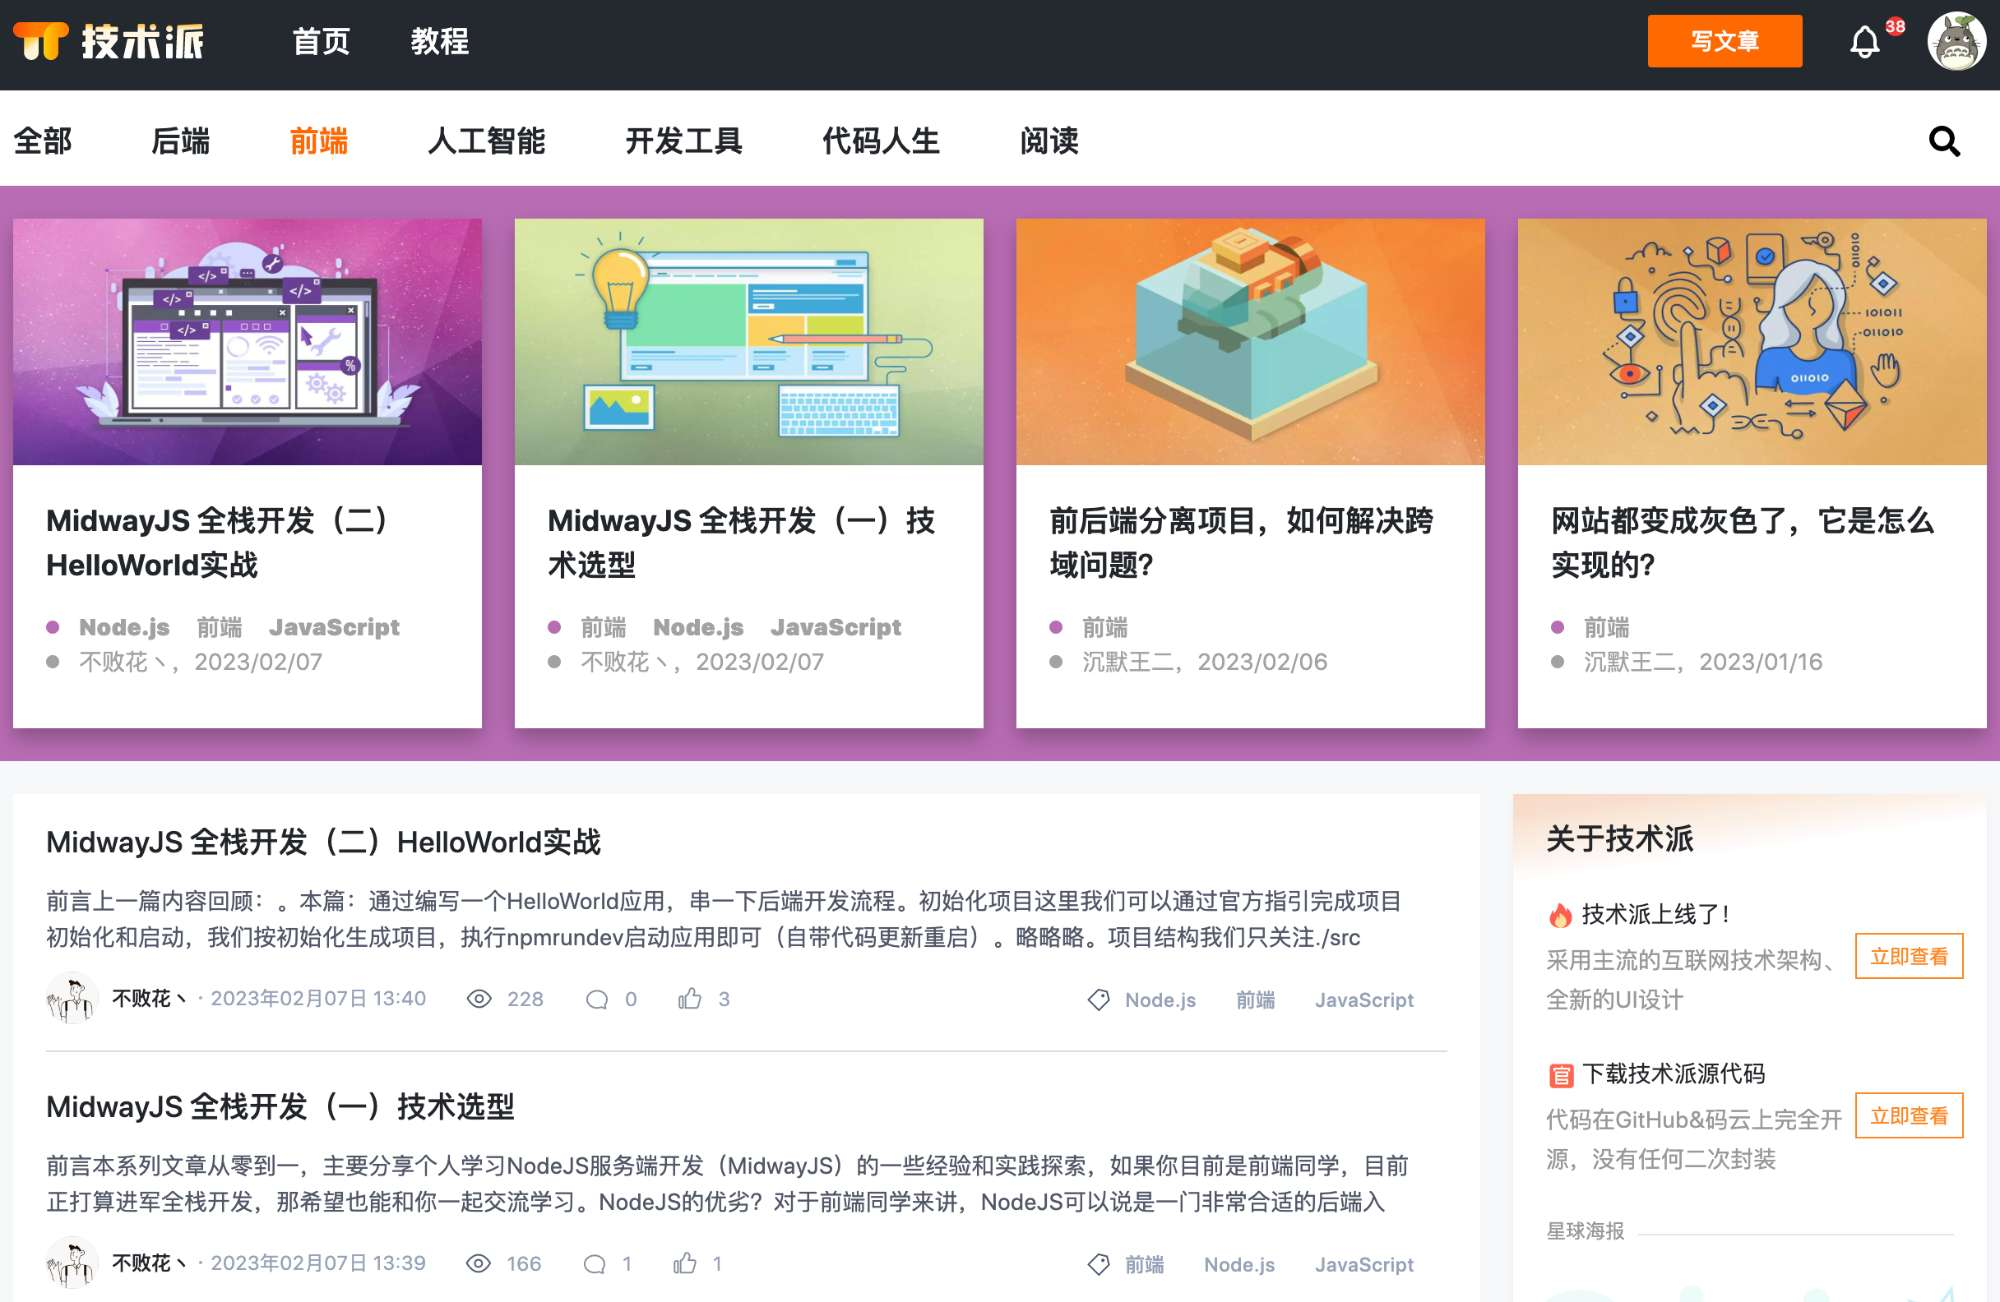 技术派
首页
教程
写文章
38
全部
后端
前端
人工智能
开发工具
代码人生
阅读
MidwayJS 全栈开发（二）
HelloWorld实战
Node.js 前端 JavaScript
不败花丶，2023/02/07
MidwayJS 全栈开发（一）技
术选型
前端 Node.js JavaScript
不败花丶，2023/02/07
前后端分离项目，如何解决跨
域问题？
前端
沉默王二，2023/02/06
101011
011010
011010
网站都变成灰色了，它是怎么
实现的？
前端
沉默王二，2023/01/16
MidwayJS 全栈开发（二）HelloWorld实战
前言上一篇内容回顾：。本篇：通过编写一个HelloWorld应用，串一下后端开发流程。初始化项目这里我们可以通过官方指引完成项目
初始化和启动，我们按初始化生成项目，执行npmrundev启动应用即可（自带代码更新重启）。略略略。项目结构我们只关注./src
不败花丶 · 2023年02月07日 13:40 228 0 3 Node.js 前端 JavaScript
MidwayJS 全栈开发（一）技术选型
前言本系列文章从零到一，主要分享个人学习NodeJS服务端开发（MidwayJS）的一些经验和实践探索，如果你目前是前端同学，目前
正打算进军全栈开发，那希望也能和你一起交流学习。NodeJS的优劣？对于前端同学来讲，NodeJS可以说是一门非常合适的后端入
不败花丶 · 2023年02月07日 13:39 166 1 1 前端 Node.js JavaScript
关于技术派
技术派上线了！
采用主流的互联网技术架构、
全新的UI设计
立即查看
官 下载技术派源代码
代码在GitHub&码云上完全开
源，没有任何二次封装
立即查看
星球海报